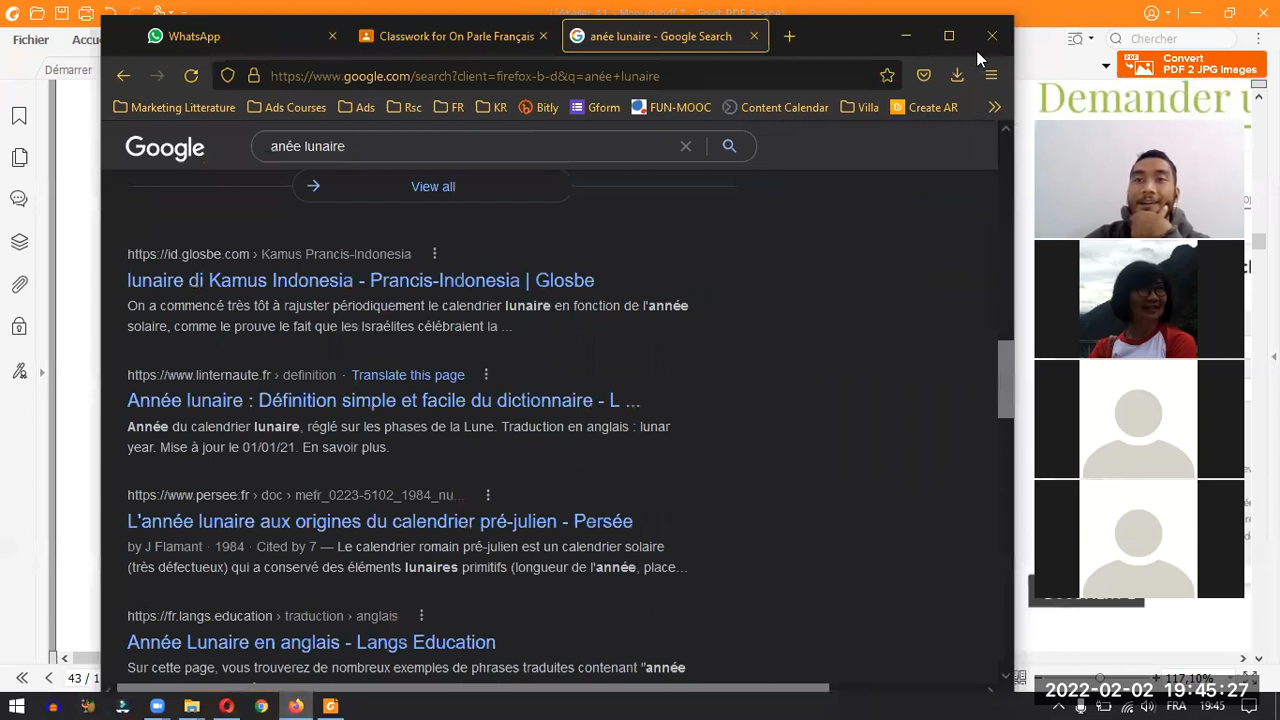 Fichier
Accu
Démarrer
WhatsApp
Classwork for On Parle Français
anée lunaire - Google Search
https://www.google.com/search?client=firefox-b-d&q=anée+lunaire
Marketing Litterature
Ads Courses
Ads
Rsc
FR
KR
Bitly
Gform
FUN-MOOC
Content Calendar
Villa
Create AR
Google
anée lunaire
View all
https://id.glosbe.com › Kamus Prancis-Indonesia
lunaire di Kamus Indonesia - Prancis-Indonesia | Glosbe
On a commencé très tôt à rajuster périodiquement le calendrier lunaire en fonction de l'année
solaire, comme le prouve le fait que les Israélites célébraient la ...
https://www.linternaute.fr › definition · Translate this page
Année lunaire : Définition simple et facile du dictionnaire - L ...
Année du calendrier lunaire, réglé sur les phases de la Lune. Traduction en anglais : lunar
year. Mise à jour le 01/01/21. En savoir plus.
https://www.persee.fr › doc › mefr_0223-5102_1984_nu...
L'année lunaire aux origines du calendrier pré-julien - Persée
by J Flamant · 1984 · Cited by 7 — Le calendrier romain pré-julien est un calendrier solaire
(très défectueux) qui a conservé des éléments lunaires primitifs (longueur de l'année, place...
https://fr.langs.education › traduction › anglais
Année Lunaire en anglais - Langs Education
Sur cette page, vous trouverez de nombreux exemples de phrases traduites contenant "année
Chercher
Convert
PDF 2 JPG Images
Demander u
43 / 1
117,10%
2022-02-02 19:45:27
FRA
19:45